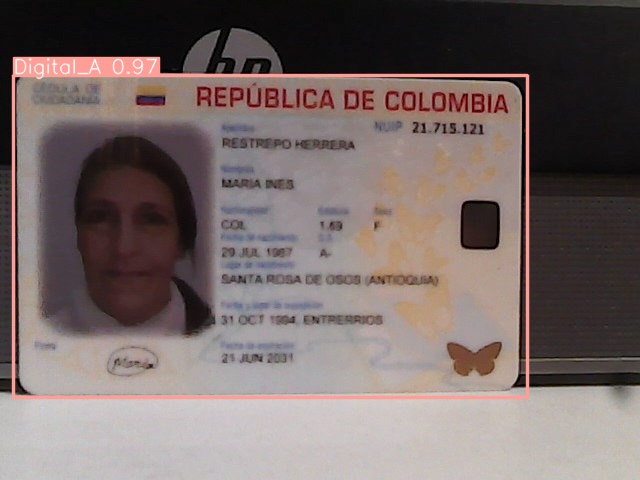 Digital_A 0.97
hp
CÉDULA DE
CIUDADANÍA
REPÚBLICA DE COLOMBIA
NUIP 21.715.121
Apellidos
RESTREPO HERRERA
Nombres
MARIA INES
Nacionalidad Estatura Sexo
COL 1.69 F
Fecha de nacimiento G.S.
29 JUL 1967 A-
Lugar de nacimiento
SANTA ROSA DE OSOS (ANTIOQUIA)
Fecha y lugar de expedición
31 OCT 1994, ENTRERRIOS
Fecha de expiración
21 JUN 2031
Firma
María